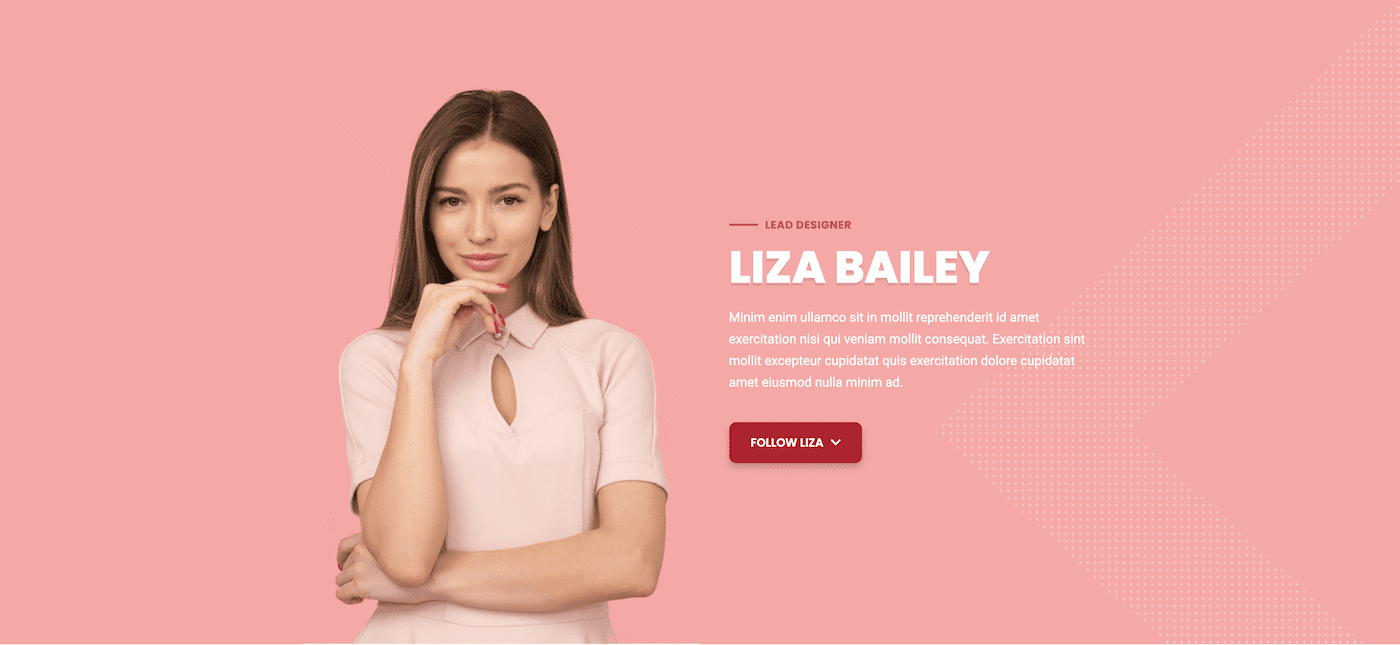 LEAD DESIGNER
LIZA BAILEY
Minim enim ullamco sit in mollit reprehenderit id amet
exercitation nisi qui veniam mollit consequat. Exercitation sint
mollit excepteur cupidatat quis exercitation dolore cupidatat
amet eiusmod nulla minim ad.
FOLLOW LIZA